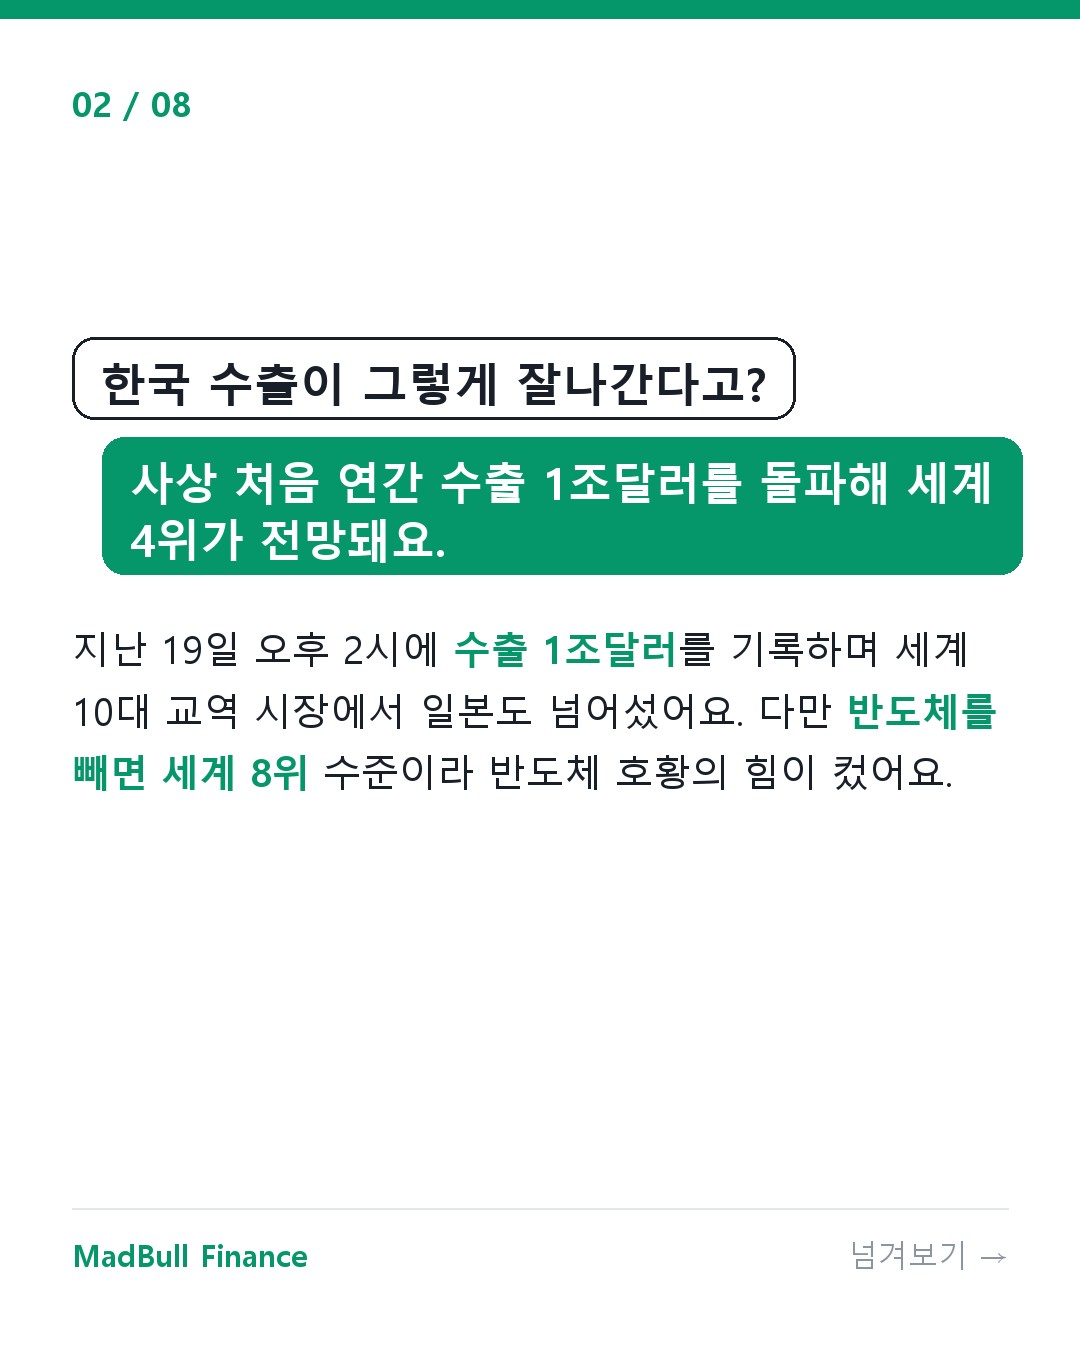 02 / 08
한국 수출이 그렇게 잘나간다고?
사상 처음 연간 수출 1조달러를 돌파해 세계
4위가 전망돼요.
지난 19일 오후 2시에 수출 1조달러를 기록하며 세계
10대 교역 시장에서 일본도 넘어섰어요. 다만 반도체를
빼면 세계 8위 수준이라 반도체 호황의 힘이 컸어요.
MadBull Finance
넘겨보기 →